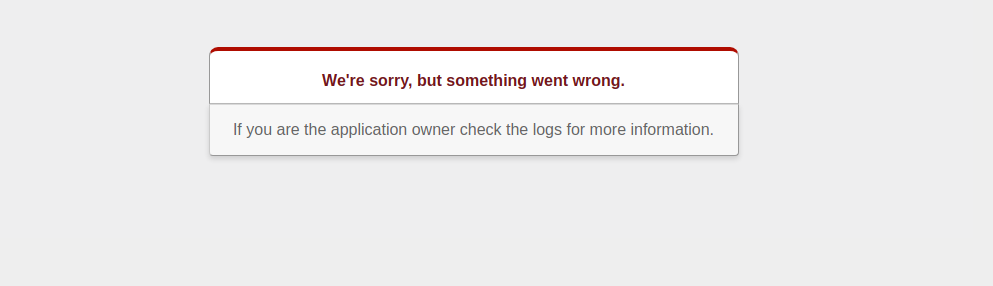 We're sorry, but something went wrong.
If you are the application owner check the logs for more information.